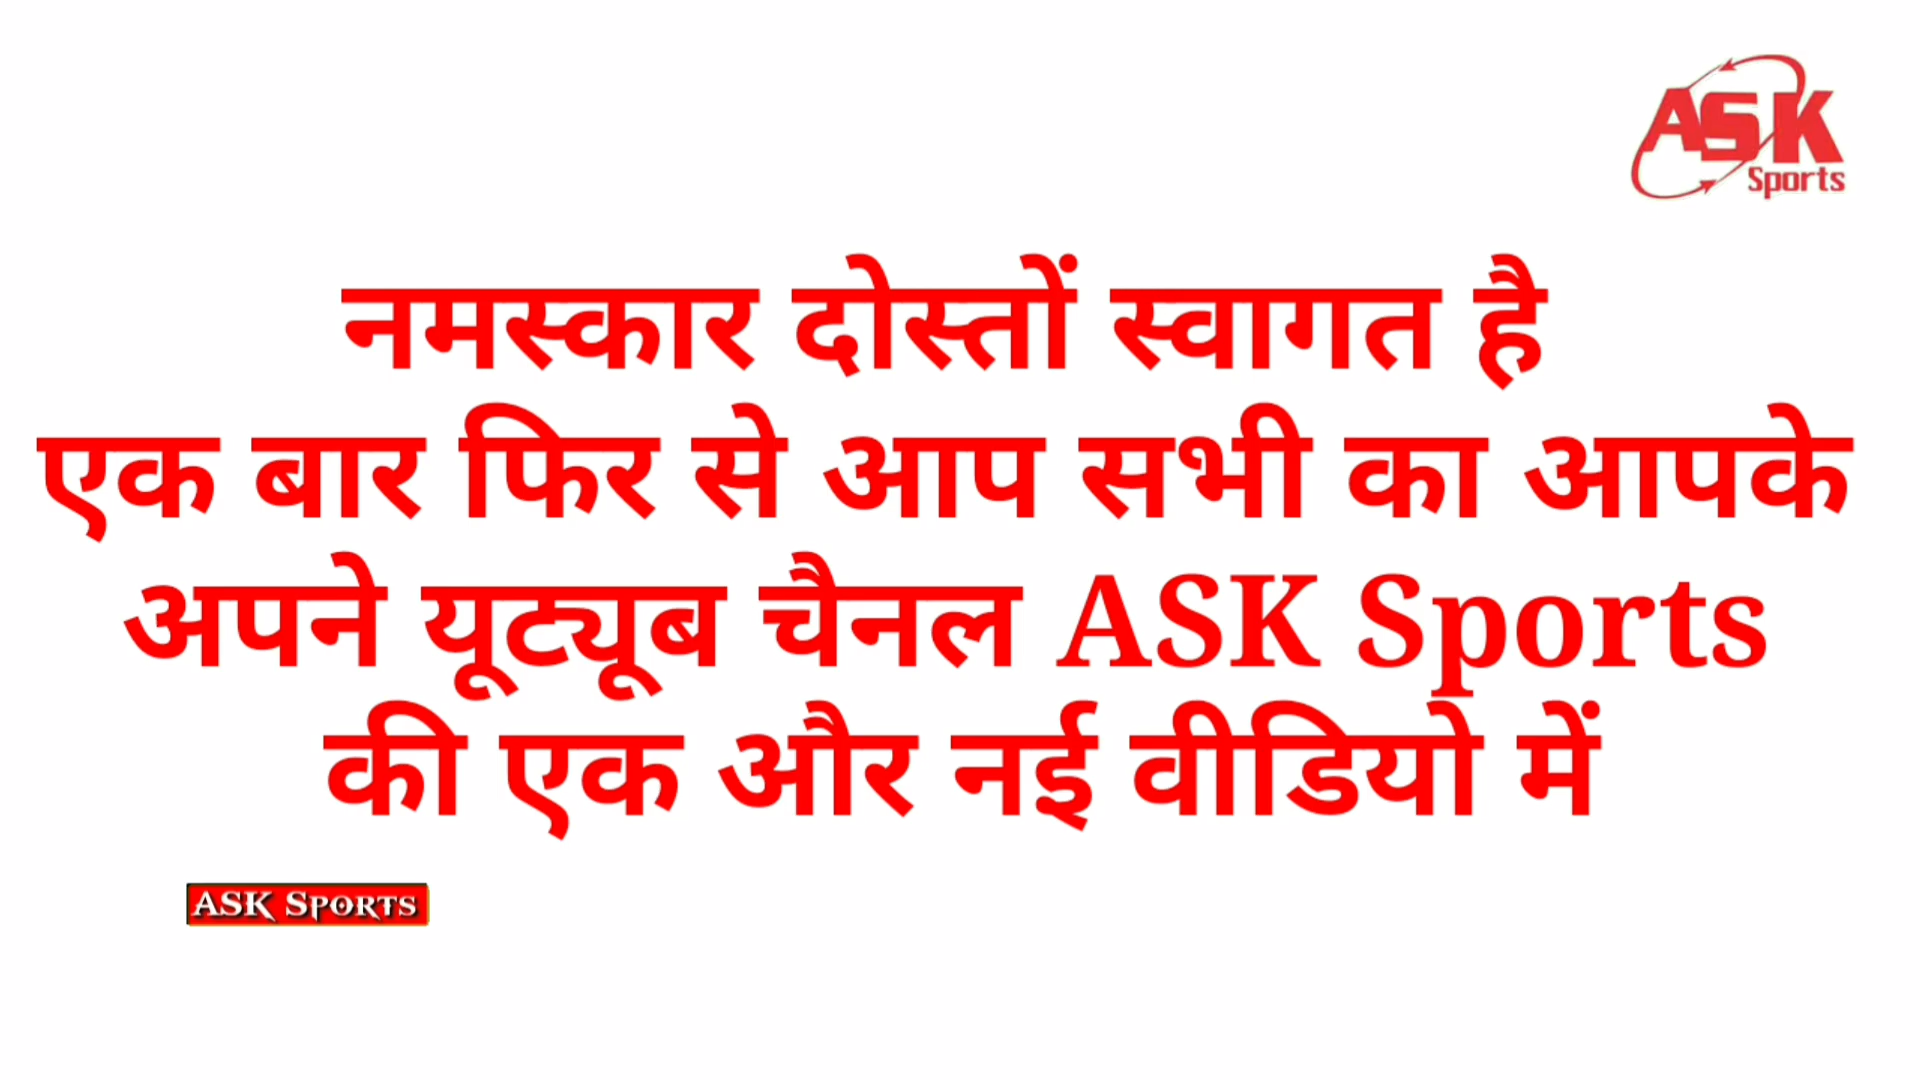 ASK
Sports
नमस्कार दोस्तों स्वागत है
एक बार फिर से आप सभी का आपके
अपने यूट्यूब चैनल ASK Sports
की एक और नई वीडियो में
ASK Sports